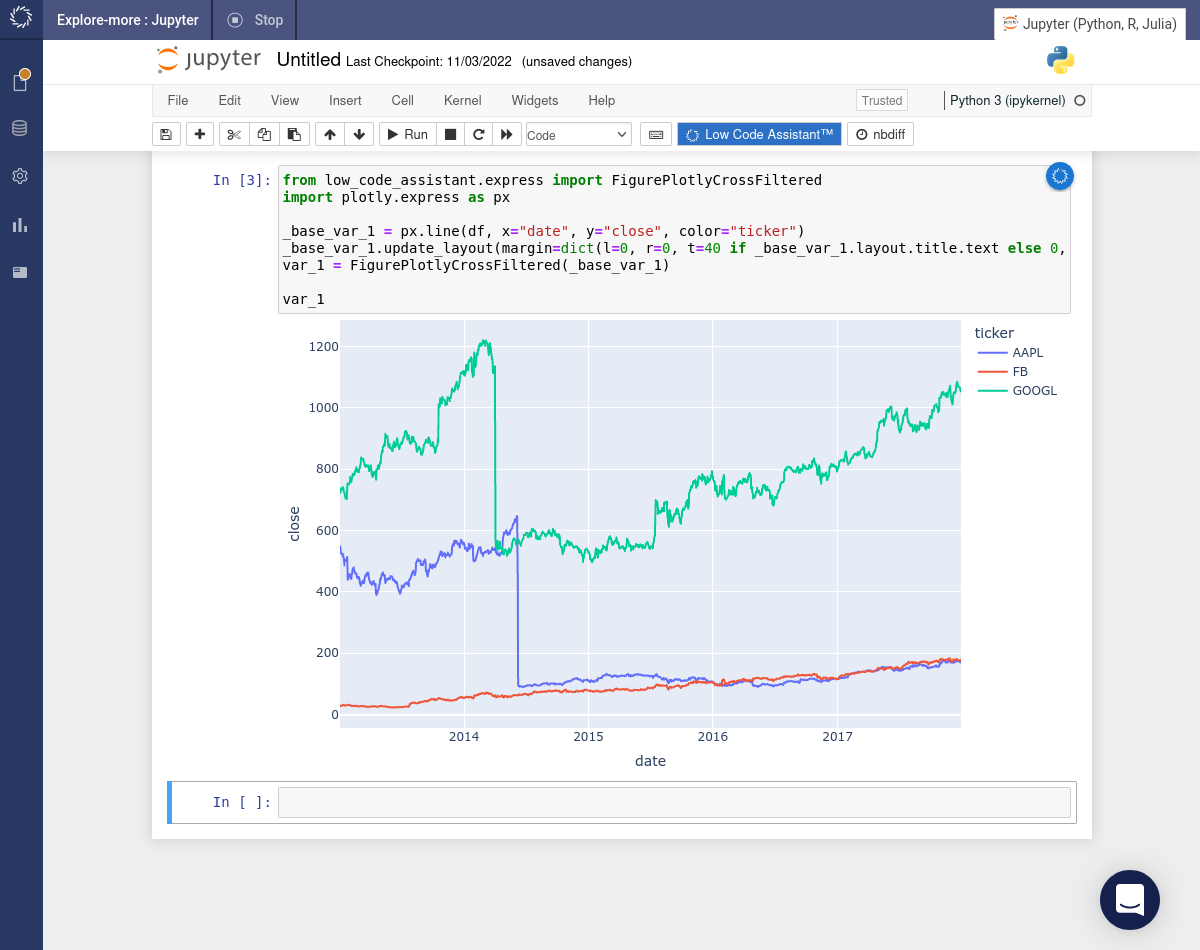 Explore-more : Jupyter
Stop
Jupyter (Python, R, Julia)
jupyter Untitled Last Checkpoint: 11/03/2022 (unsaved changes)
File Edit View Insert Cell Kernel Widgets Help
Trusted
Python 3 (ipykernel)
Run
Code
Low Code Assistant™
nbdiff
In [3]:
from low_code_assistant.express import FigurePlotlyCrossFiltered
import plotly.express as px
_base_var_1 = px.line(df, x="date", y="close", color="ticker")
_base_var_1.update_layout(margin=dict(l=0, r=0, t=40 if _base_var_1.layout.title.text else 0,
var_1 = FigurePlotlyCrossFiltered(_base_var_1)
var_1
ticker
AAPL
FB
GOOGL
1200
1000
800
600
400
200
0
close
2014 2015 2016 2017
date
In [ ]: